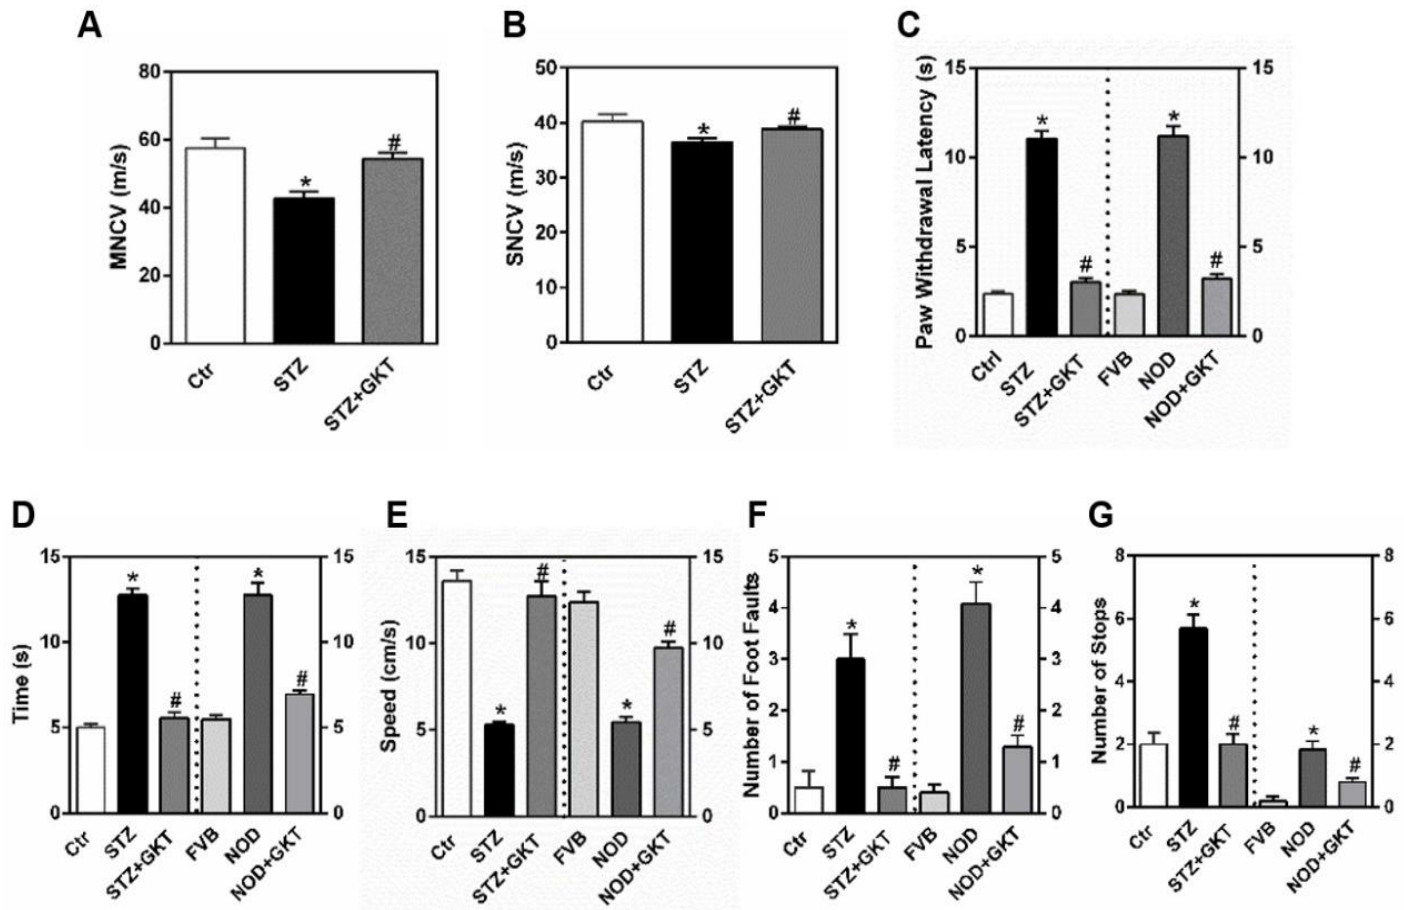 A
MNCV (m/s)
80
60
40
20
0
*
#
Ctr
STZ
STZ+GKT
B
SNCV (m/s)
50
40
30
20
10
0
*
#
Ctr
STZ
STZ+GKT
C
Paw Withdrawal Latency (s)
15
10
5
0
*
#
*
#
15
10
5
0
Ctrl
STZ
STZ+GKT
FVB
NOD
NOD+GKT
D
Time (s)
15
10
5
0
*
#
*
#
15
10
5
0
Ctr
STZ
STZ+GKT
FVB
NOD
NOD+GKT
E
Speed (cm/s)
15
10
5
0
*
#
*
#
15
10
5
0
Ctr
STZ
STZ+GKT
FVB
NOD
NOD+GKT
F
Number of Foot Faults
5
4
3
2
1
0
*
#
*
#
5
4
3
2
1
0
Ctr
STZ
STZ+GKT
FVB
NOD
NOD+GKT
G
Number of Stops
8
6
4
2
0
*
#
*
#
8
6
4
2
0
Ctr
STZ
STZ+GKT
FVB
NOD
NOD+GKT